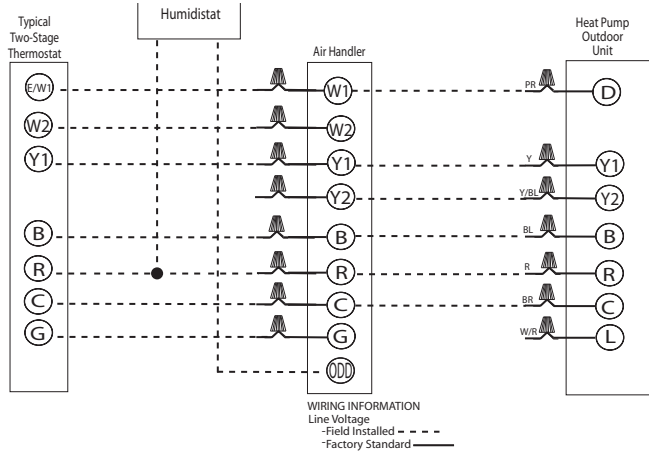 Typical
Two-Stage
Thermostat
Humidistat
Air Handler
Heat Pump
Outdoor
Unit
E/W1
W1
PR
D
W2
W2
Y1
Y1
Y
Y1
Y2
Y/BL
Y2
B
B
BL
B
R
R
R
R
C
C
BR
C
G
G
W/R
L
ODD
WIRING INFORMATION
Line Voltage
-Field Installed
-Factory Standard